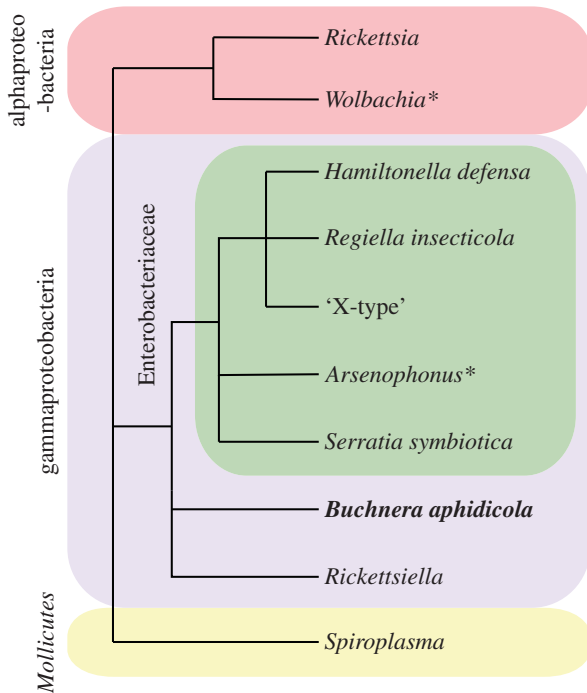 alphaproteo
-bacteria
Rickettsia
Wolbachia*
gammaproteobacteria
Enterobacteriaceae
Hamiltonella defensa
Regiella insecticola
‘X-type’
Arsenophonus*
Serratia symbiotica
Buchnera aphidicola
Rickettsiella
Mollicutes
Spiroplasma